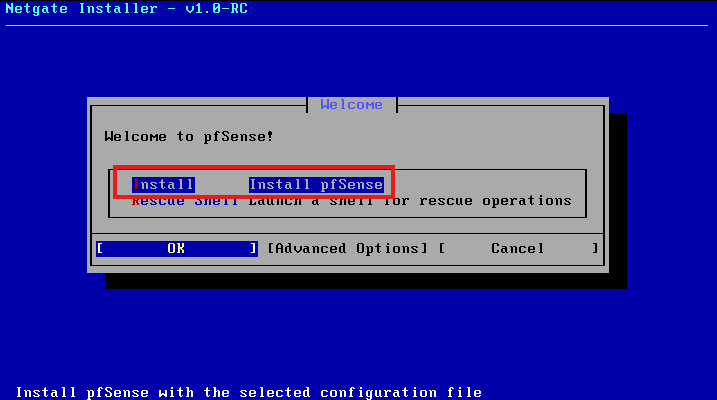 Netgate Installer - v1.0-RC
Welcome
Welcome to pfSense!
Install Install pfSense
Rescue Shell Launch a shell for rescue operations
[ OK ] [Advanced Options] [ Cancel ]
Install pfSense with the selected configuration file